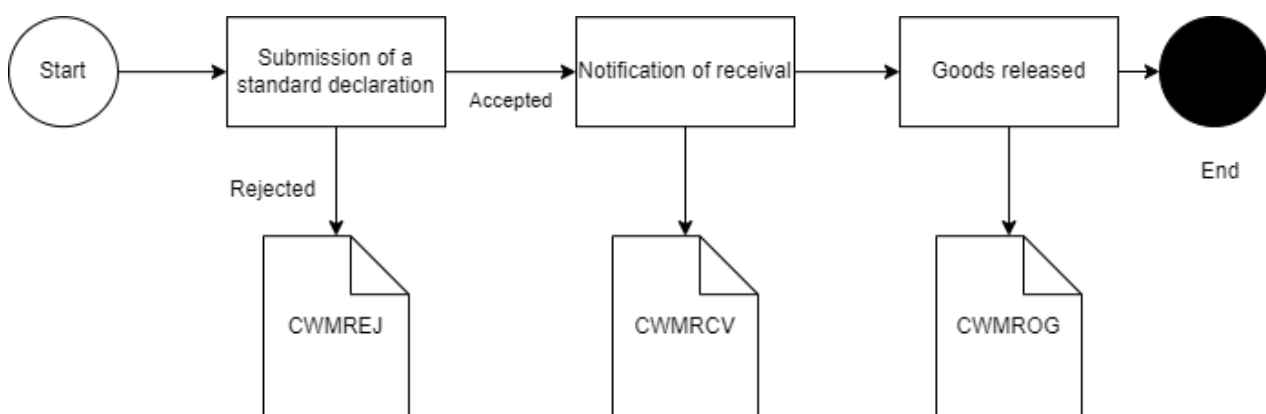 Start
Submission of a
standard declaration
Accepted
Notification of receival
Goods released
End
Rejected
CWMREJ
CWMRCV
CWMROG